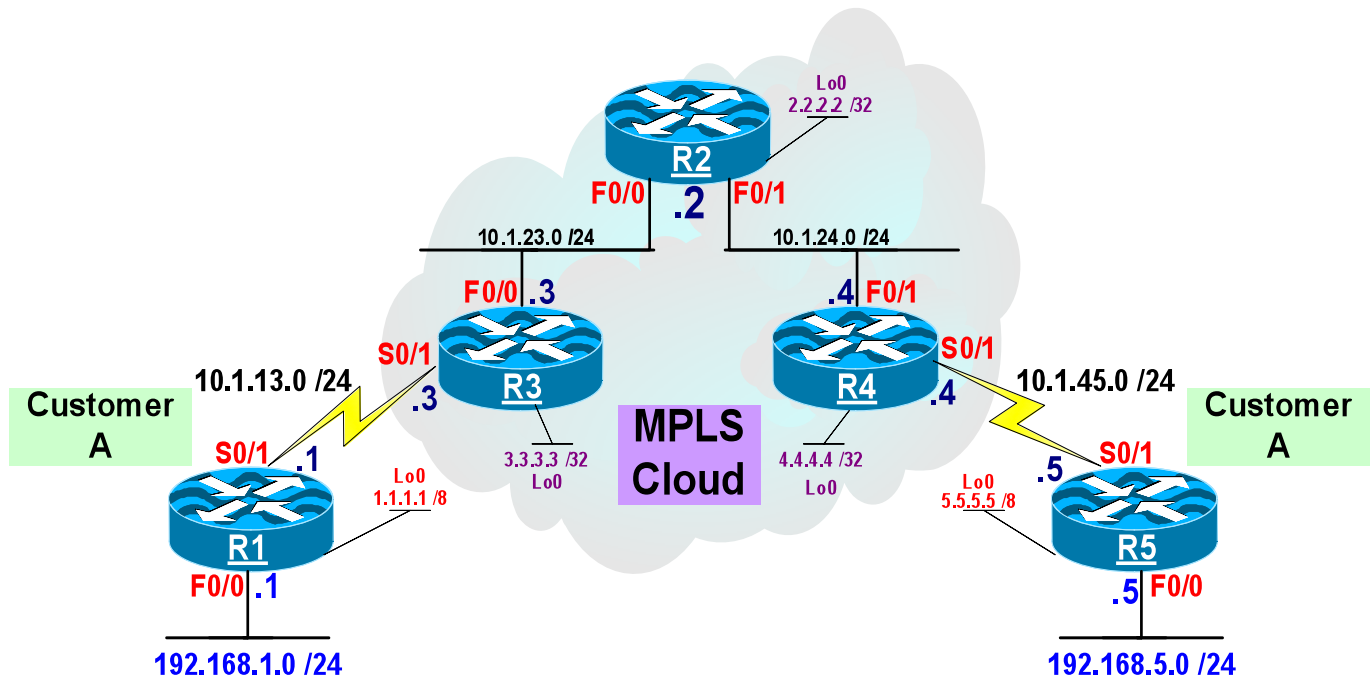 Lo0
2.2.2.2 /32
R2
F0/0
.2
F0/1
10.1.23.0 /24
10.1.24.0 /24
F0/0
.3
.4
F0/1
S0/1
S0/1
10.1.13.0 /24
10.1.45.0 /24
.3
R3
R4
.4
Customer
A
MPLS
Cloud
Customer
A
S0/1
.1
3.3.3.3 /32
Lo0
4.4.4.4 /32
Lo0
S0/1
.5
Lo0
1.1.1.1 /8
Lo0
5.5.5.5 /8
R1
R5
F0/0
.1
.5
F0/0
192.168.1.0 /24
192.168.5.0 /24